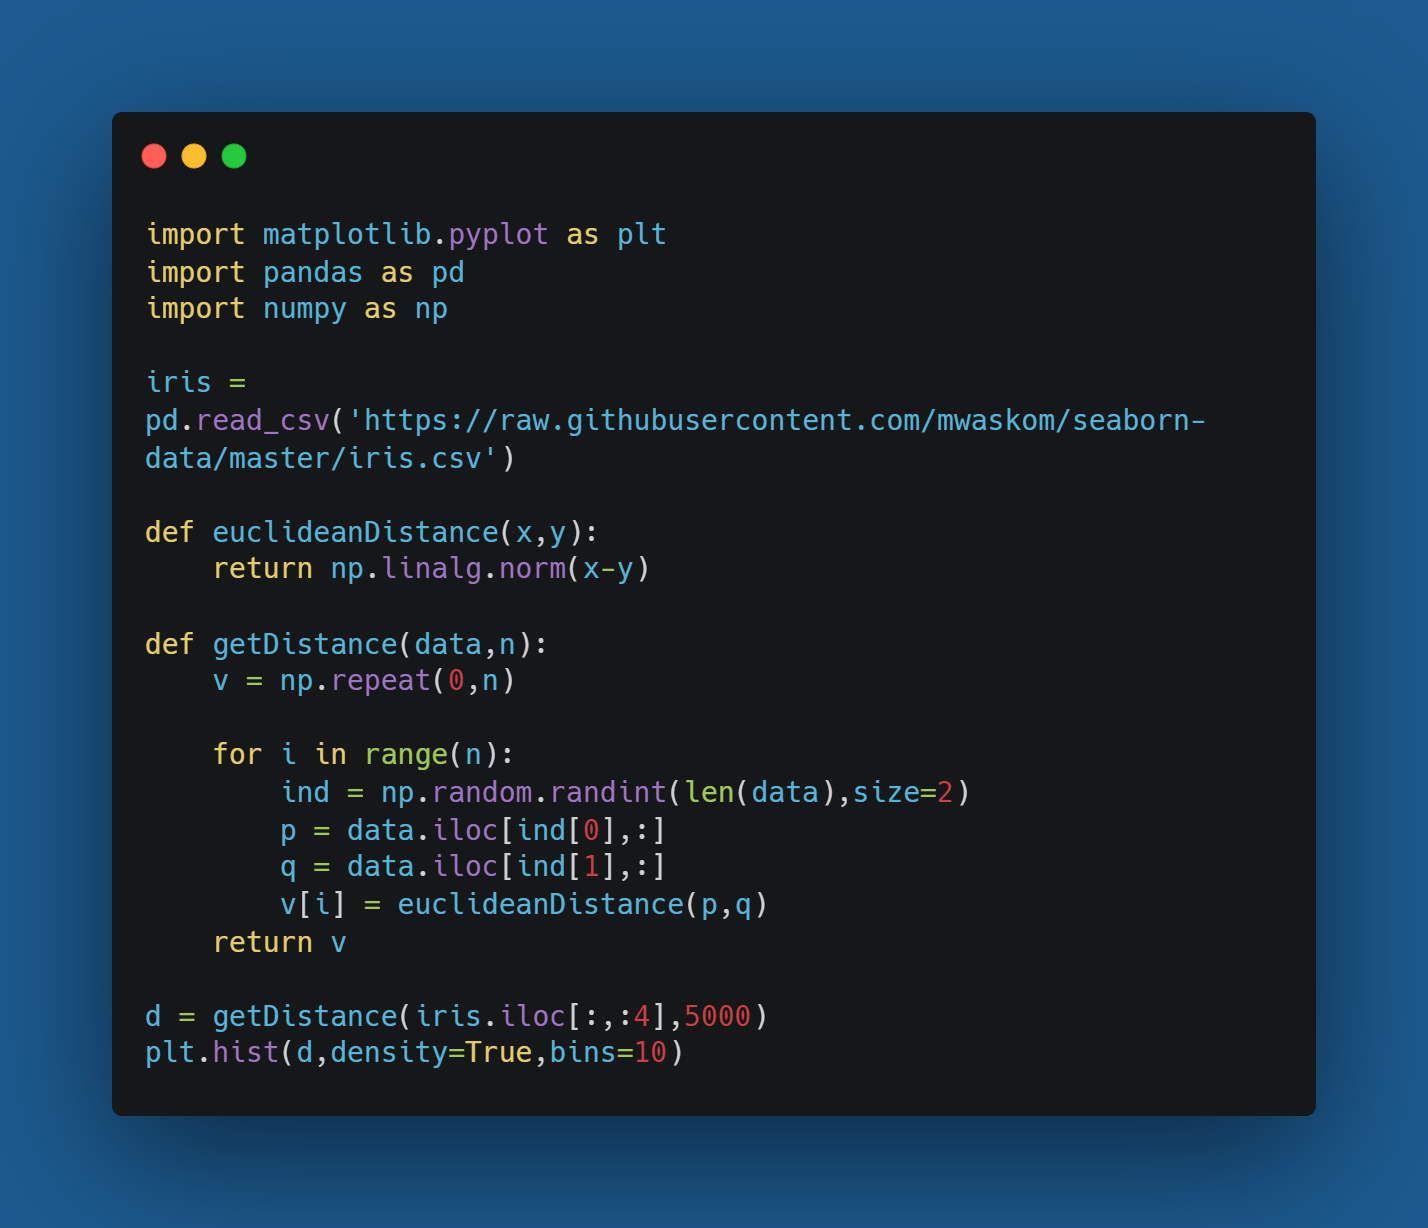 import matplotlib.pyplot as plt
import pandas as pd
import numpy as np
iris =
pd.read_csv('https://raw.githubusercontent.com/mwaskom/seaborn-
data/master/iris.csv')
def euclideanDistance(x,y):
    return np.linalg.norm(x-y)
def getDistance(data,n):
    v = np.repeat(0,n)
    for i in range(n):
        ind = np.random.randint(len(data),size=2)
        p = data.iloc[ind[0],:]
        q = data.iloc[ind[1],:]
        v[i] = euclideanDistance(p,q)
    return v
d = getDistance(iris.iloc[:,:4],5000)
plt.hist(d,density=True,bins=10)